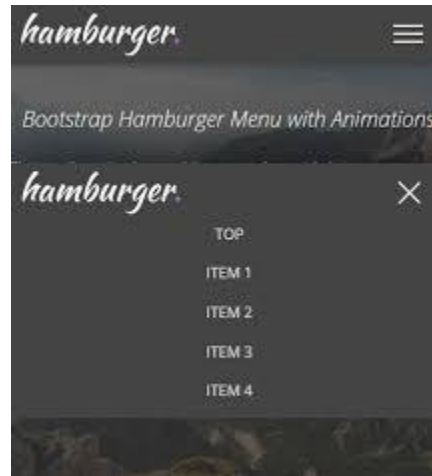 hamburger.
Bootstrap Hamburger Menu with Animations
hamburger.
TOP
ITEM 1
ITEM 2
ITEM 3
ITEM 4